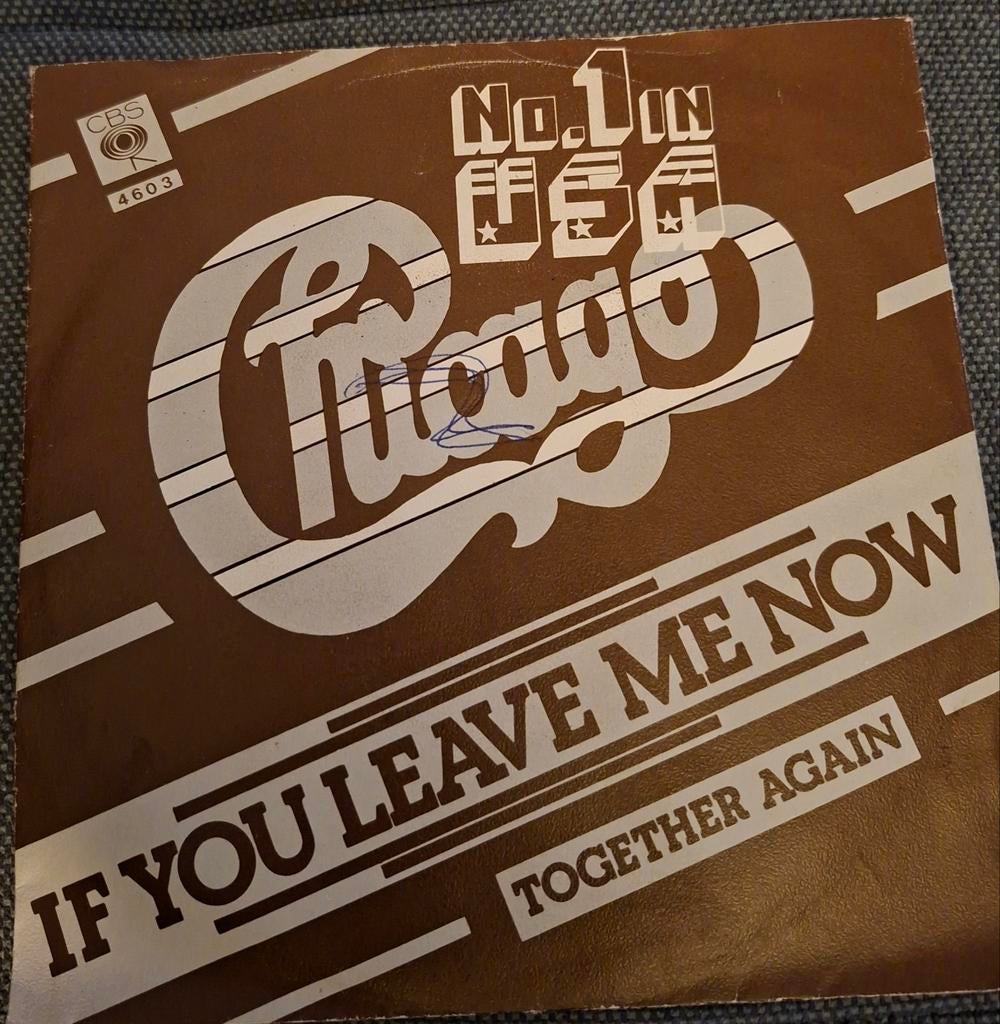 CBS
4603
No.1 IN
USA
Chicago
IF YOU LEAVE ME NOW
TOGETHER AGAIN